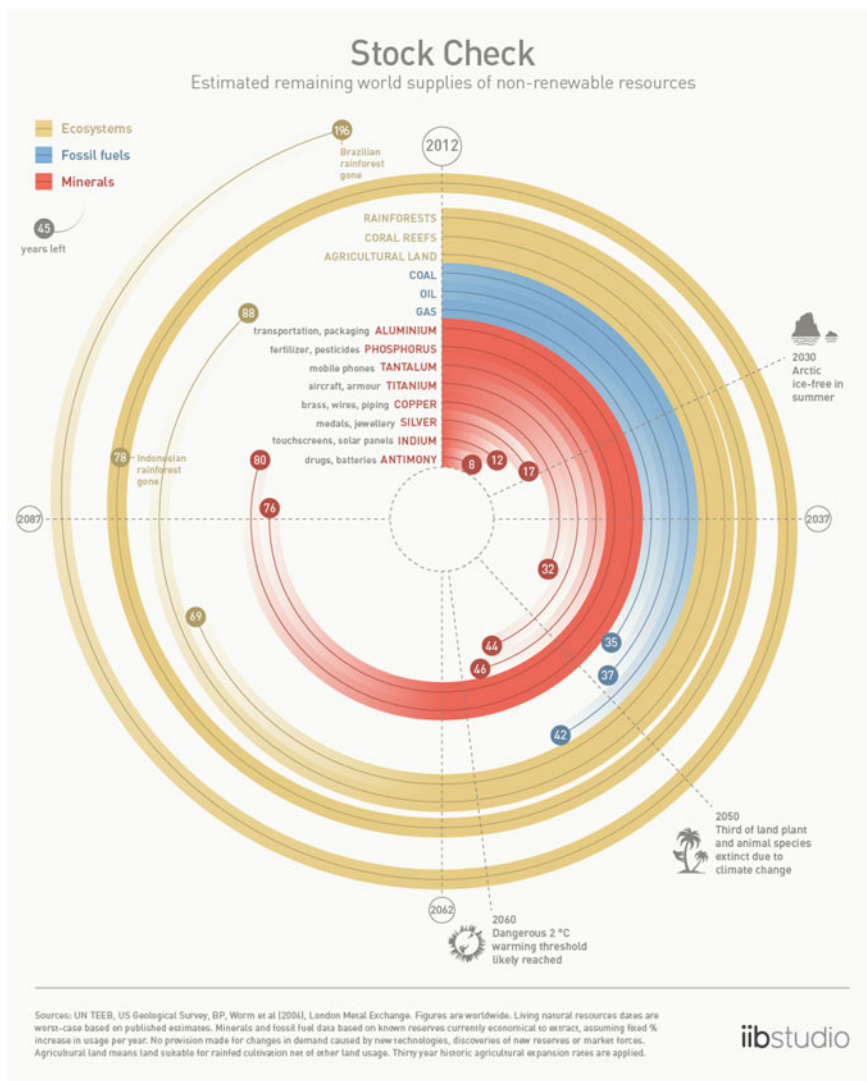 Stock Check
Estimated remaining world supplies of non-renewable resources
Ecosystems
Fossil fuels
Minerals
45
years left
196
Brazilian
rainforest
gone
2012
RAINFORESTS
CORAL REEFS
AGRICULTURAL LAND
COAL
OIL
GAS
transportation, packaging ALUMINIUM
fertilizer, pesticides PHOSPHORUS
mobile phones TANTALUM
aircraft, armour TITANIUM
brass, wires, piping COPPER
medals, jewellery SILVER
touchscreens, solar panels INDIUM
drugs, batteries ANTIMONY
88
78
Indonesian
rainforest
gone
80
76
8
12
17
2030
Arctic
ice-free in
summer
2087
2037
32
69
44
46
35
37
42
2050
Third of land plant
and animal species
extinct due to
climate change
2062
2060
Dangerous 2 °C
warming threshold
likely reached
Sources: UN TEEB, US Geological Survey, BP, Worm et al (2006), London Metal Exchange. Figures are worldwide. Living natural resources dates are
worst-case based on published estimates. Minerals and fossil fuel data based on known reserves currently economical to extract, assuming fixed %
increase in usage per year. No provision made for changes in demand caused by new technologies, discoveries of new reserves or market forces.
Agricultural land means land suitable for rainfed cultivation net of other land usage. Thirty year historic agricultural expansion rates are applied.
iibstudio